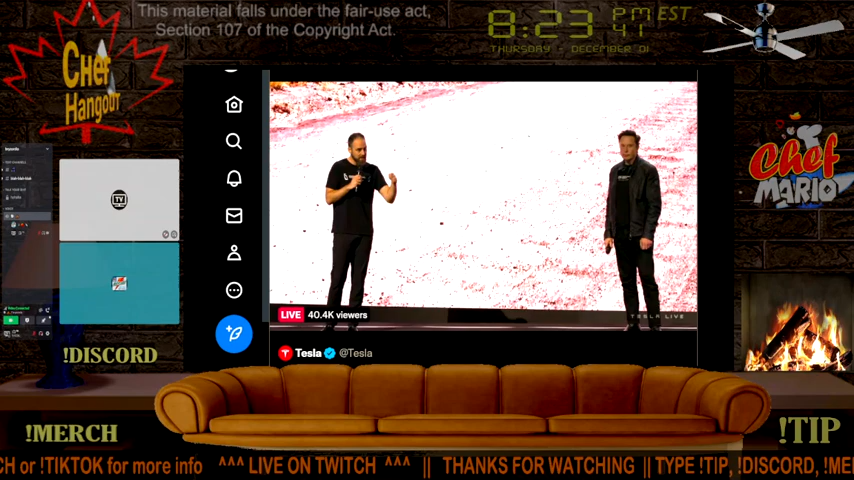 This material falls under the fair-use act,
Section 107 of the Copyright Act.
8:23 PM EST
41
THURSDAY - DECEMBER 01
Chef
Hangout
Chef
MARIO
TV
TESLA LIVE
LIVE 40.4K viewers
Tesla @Tesla
!DISCORD
!MERCH
!TIP
CH or !TIKTOK for more info ^^^ LIVE ON TWITCH ^^^ || THANKS FOR WATCHING || TYPE !TIP, !DISCORD, !ME